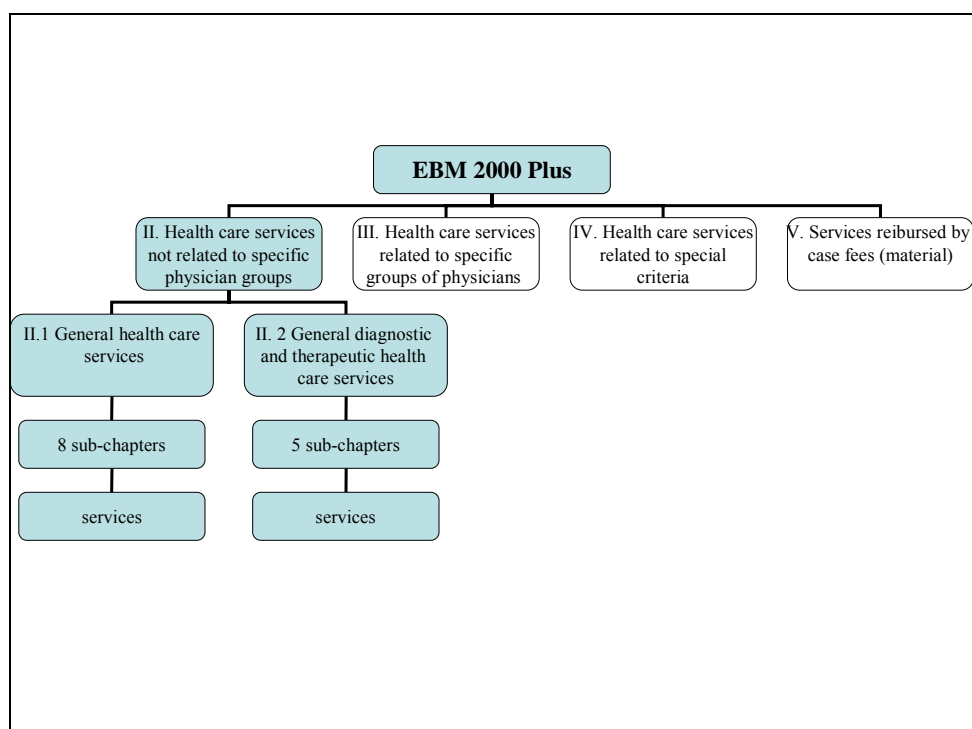 EBM 2000 Plus
II. Health care services
not related to specific
physician groups
III. Health care services
related to specific
groups of physicians
IV. Health care services
related to special
criteria
V. Services reibursed by
case fees (material)
II.1 General health care
services
II. 2 General diagnostic
and therapeutic health
care services
8 sub-chapters
5 sub-chapters
services
services